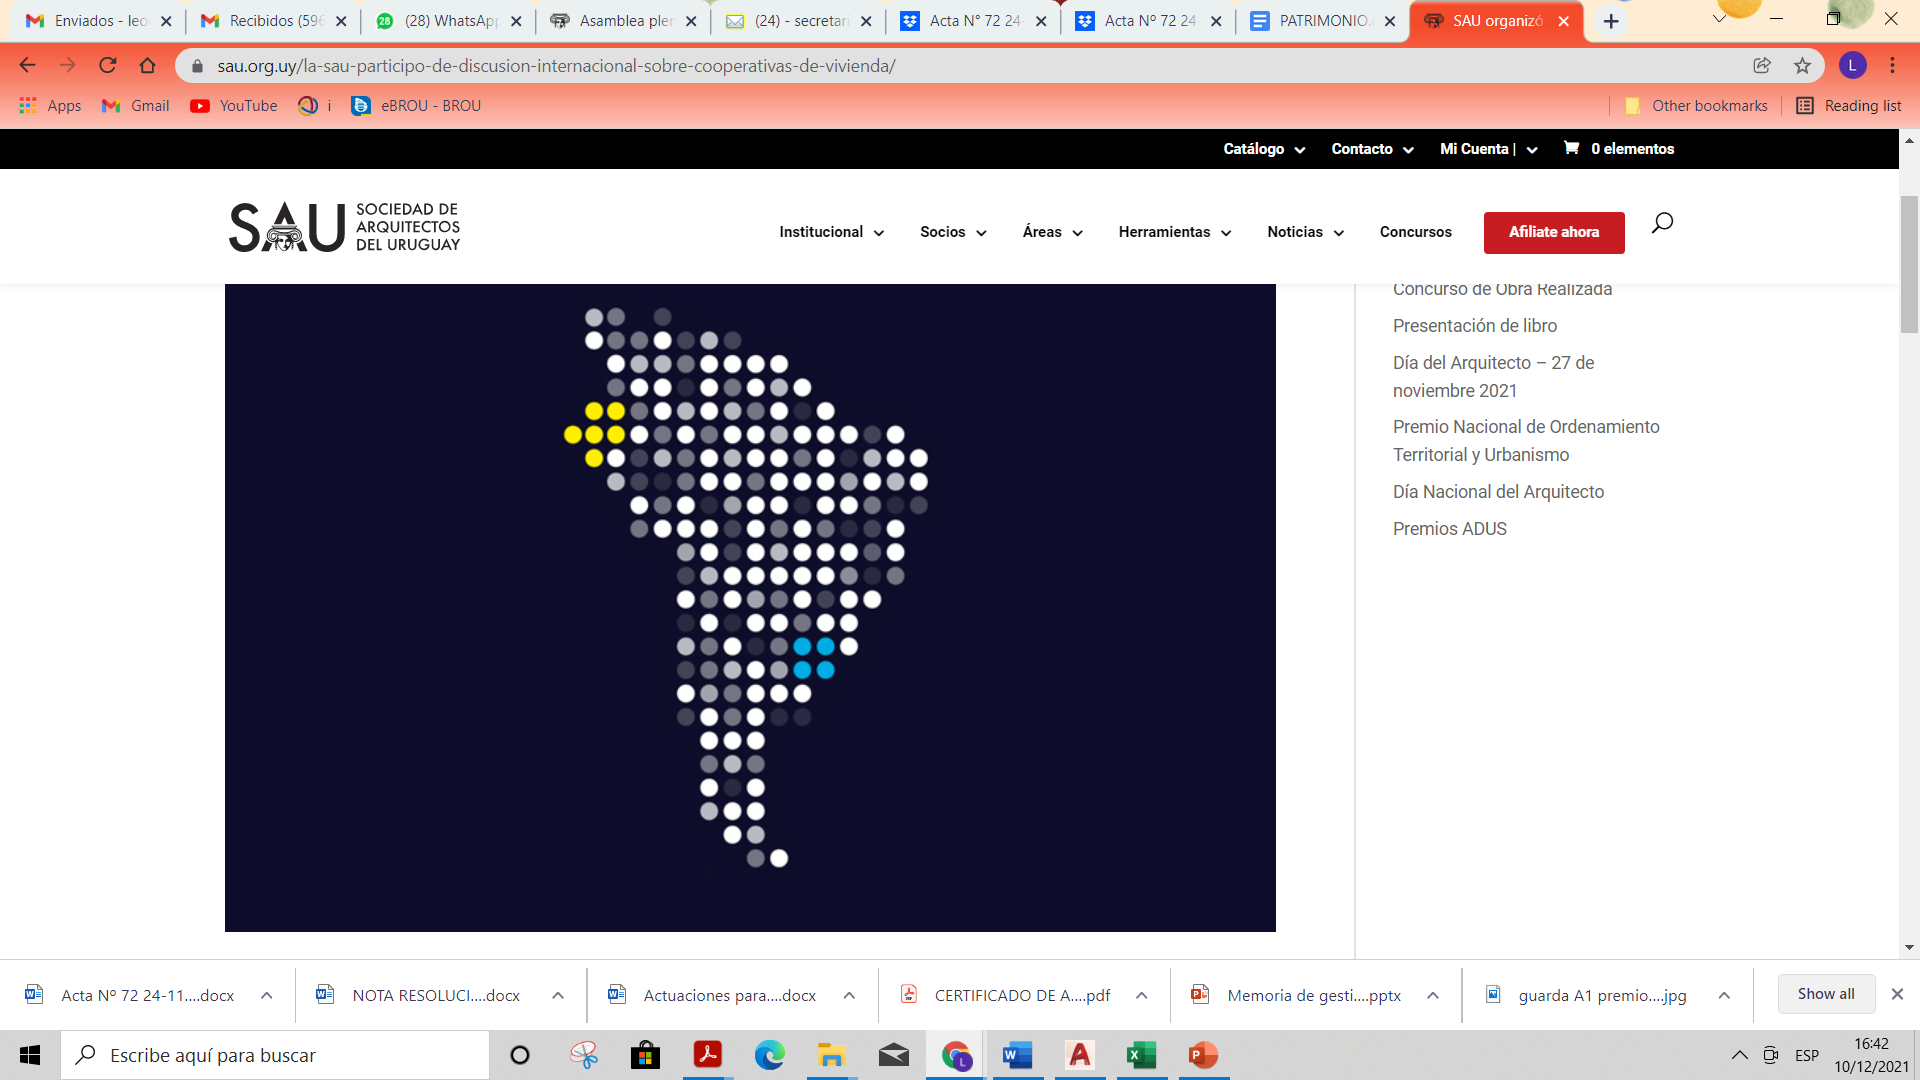 Enviados - leo
Recibidos (596
(28) WhatsApp
Asamblea plen
(24) - secretari
Acta N° 72 24-
Acta Nº 72 24
PATRIMONIO.
SAU organizó
sau.org.uy/la-sau-participo-de-discusion-internacional-sobre-cooperativas-de-vivienda/
L
Apps
Gmail
YouTube
i
eBROU - BROU
Other bookmarks
Reading list
Catálogo
Contacto
Mi Cuenta |
0 elementos
SAU
SOCIEDAD DE
ARQUITECTOS
DEL URUGUAY
Institucional
Socios
Áreas
Herramientas
Noticias
Concursos
Afiliate ahora
Concurso de Obra Realizada
Presentación de libro
Día del Arquitecto – 27 de
noviembre 2021
Premio Nacional de Ordenamiento
Territorial y Urbanismo
Día Nacional del Arquitecto
Premios ADUS
Acta Nº 72 24-11....docx
NOTA RESOLUCI....docx
Actuaciones para....docx
CERTIFICADO DE A....pdf
Memoria de gesti....pptx
guarda A1 premio....jpg
Show all
Escribe aquí para buscar
ESP
16:42
10/12/2021